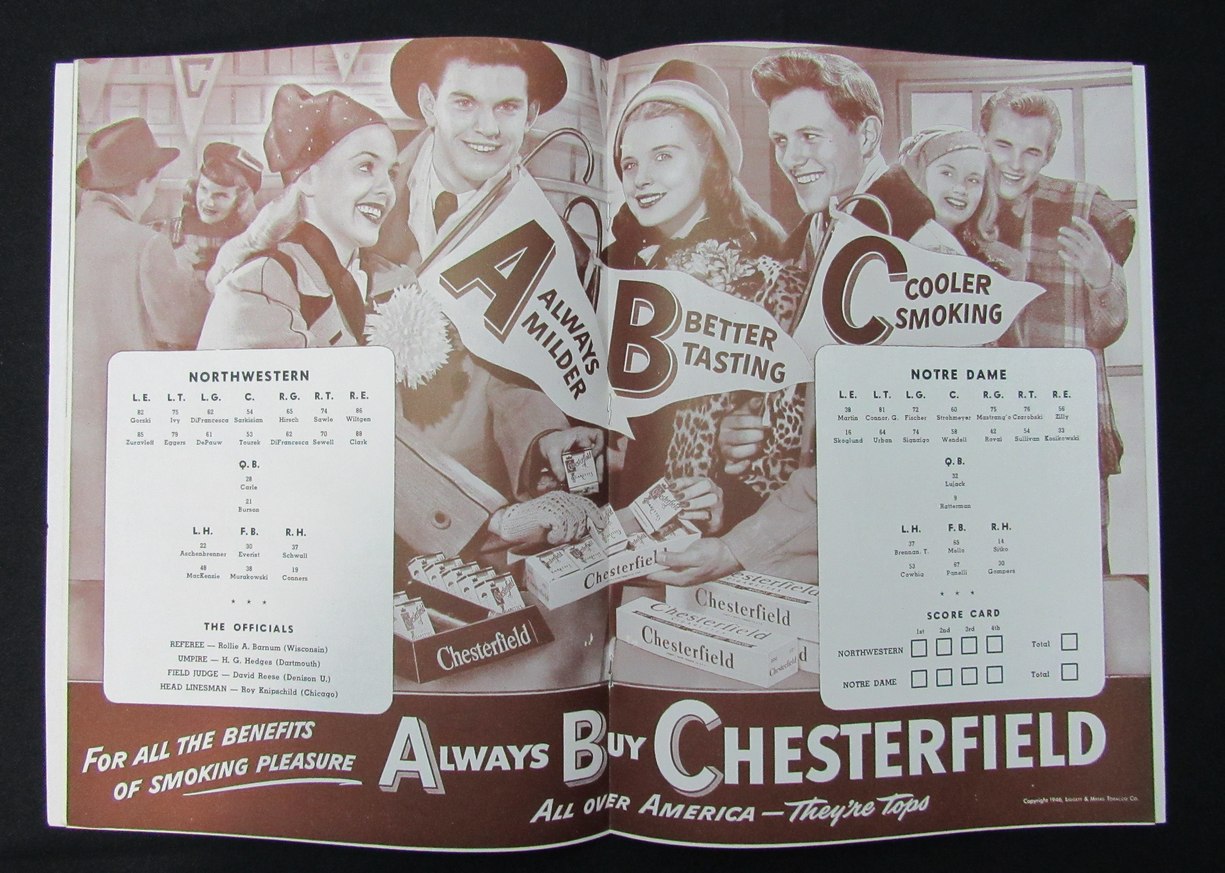 C
A ALWAYS
MILDER
B BETTER
TASTING
C COOLER
SMOKING
NORTHWESTERN
L.E. L.T. L.G. C. R.G. R.T. R.E.
82 75 62 54 65 74 86
Gorski Ivy DiFrancesca Sarkisian Hirsch Sawle Wiltgen
85 79 61 53 62 70 88
Zuravleff Eggers DePauw Tourek DiFrancesca Sewell Clark
Q.B.
28
Carle
21
Burson
L.H. F.B. R.H.
22 30 37
Aschenbrenner Everist Schwall
48 38 19
MacKenzie Murakowski Conners
* * *
THE OFFICIALS
REFEREE — Rollie A. Barnum (Wisconsin)
UMPIRE — H. G. Hedges (Dartmouth)
FIELD JUDGE — David Reese (Denison U.)
HEAD LINESMAN — Roy Knipschild (Chicago)
NOTRE DAME
L.E. L.T. L.G. C. R.G. R.T. R.E.
38 81 72 60 75 76 56
Martin Connor, G. Fischer Strohmeyer Mastrang'o Czarobski Zilly
16 64 74 58 42 54 33
Skoglund Urban Signaigo Wendell Rovai Sullivan Kosikowski
Q.B.
32
Lujack
9
Ratterman
L.H. F.B. R.H.
37 65 14
Brennan, T. Mello Sitko
53 97 30
Cowhig Panelli Gompers
* * *
SCORE CARD
1st 2nd 3rd 4th
NORTHWESTERN Total
NOTRE DAME Total
Chesterfield
Chesterfield
Chesterfield
Chesterfield
FOR ALL THE BENEFITS
OF SMOKING PLEASURE
ALWAYS BUY CHESTERFIELD
ALL OVER AMERICA — They're Tops
Copyright 1946, LIGGETT & MYERS TOBACCO CO.